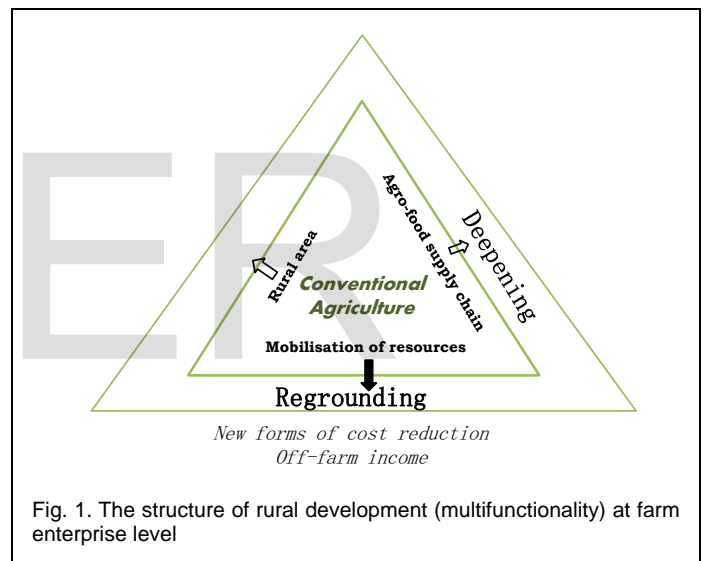 ER
Deepening
Agro-food supply chain
Rural area
Conventional
Agriculture
Mobilisation of resources
Regrounding
New forms of cost reduction
Off-farm income
Fig. 1. The structure of rural development (multifunctionality) at farm
enterprise level